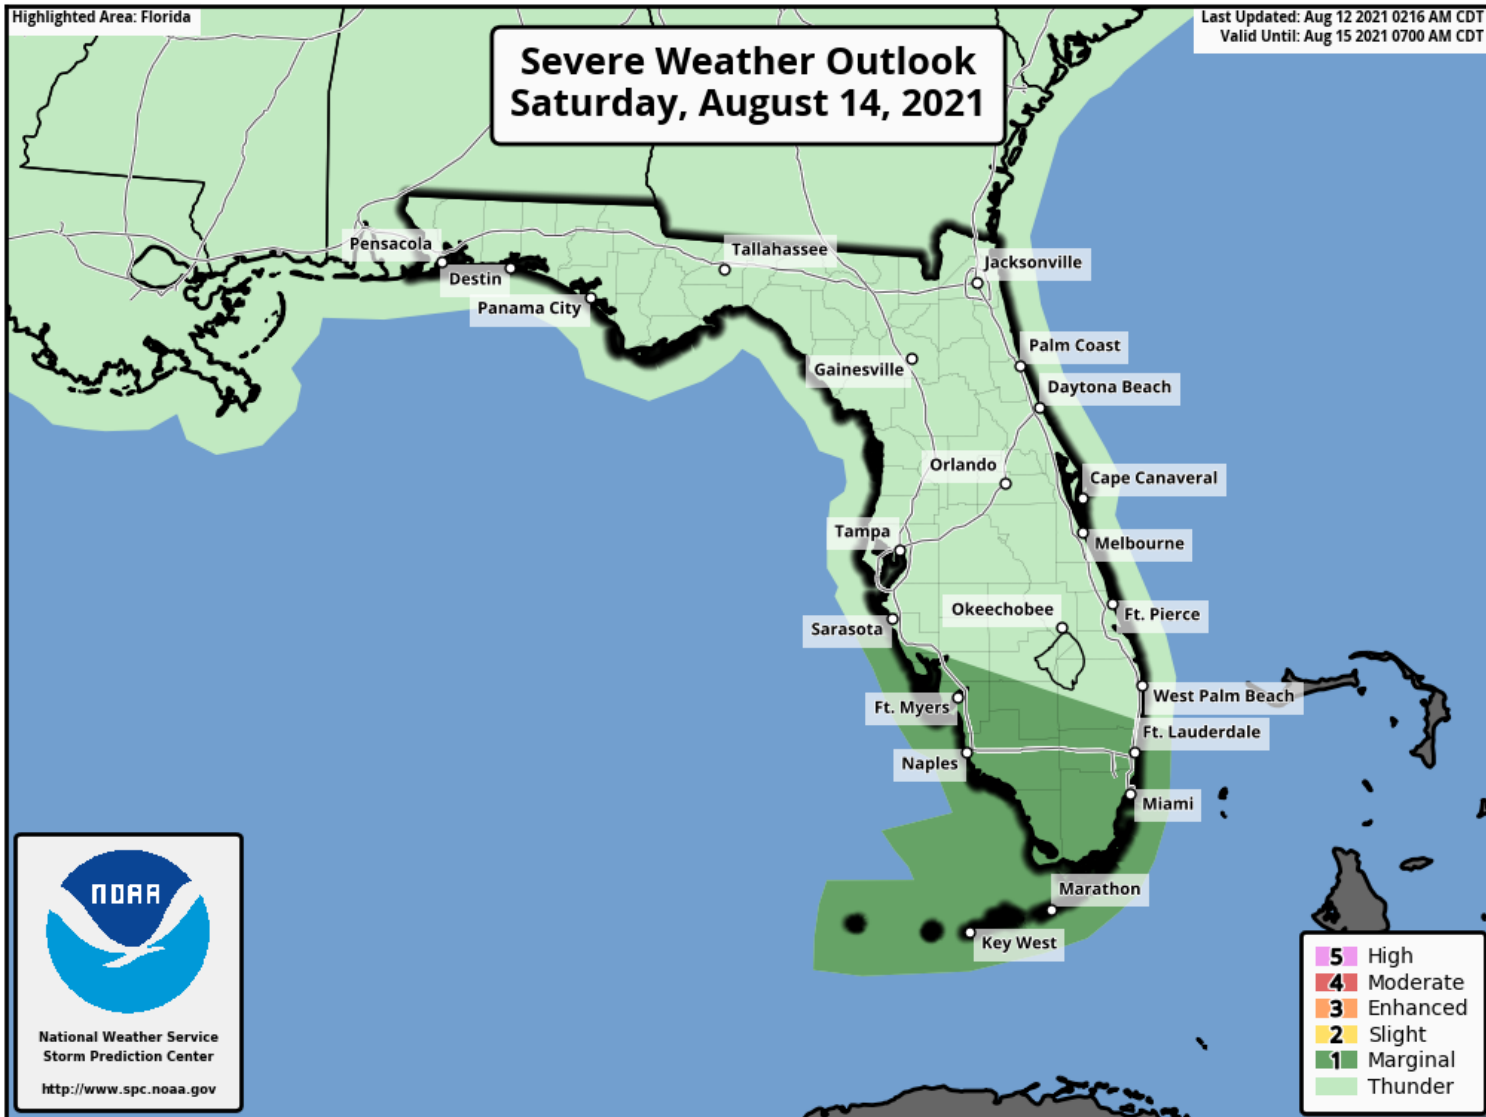 Highlighted Area: Florida
Last Updated: Aug 12 2021 0216 AM CDT
Valid Until: Aug 15 2021 0700 AM CDT
Severe Weather Outlook
Saturday, August 14, 2021
Pensacola
Tallahassee
Jacksonville
Destin
Panama City
Palm Coast
Gainesville
Daytona Beach
Orlando
Cape Canaveral
Tampa
Melbourne
Okeechobee
Ft. Pierce
Sarasota
West Palm Beach
Ft. Myers
Ft. Lauderdale
Naples
Miami
Marathon
Key West
NOAA
National Weather Service
Storm Prediction Center
http://www.spc.noaa.gov
5 High
4 Moderate
3 Enhanced
2 Slight
1 Marginal
Thunder